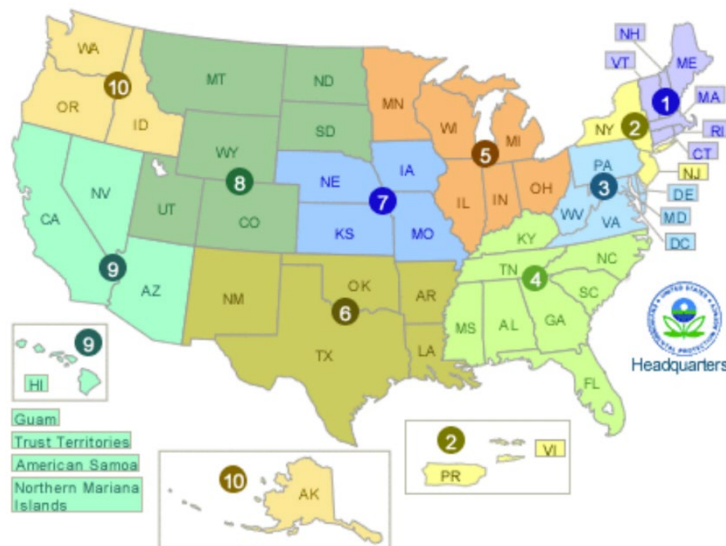 NH
WA
VT
ME
MT
ND
10
MN
1
MA
OR
ID
2
NY
WI
MI
RI
SD
CT
5
WY
PA
NJ
IA
3
DE
NE
8
OH
NV
IL
IN
7
WV
MD
UT
CO
VA
CA
KS
MO
DC
KY
NC
TN
9
4
OK
AZ
NM
AR
SC
6
MS
AL
GA
TX
LA
9
Headquarters
HI
FL
Guam
Trust Territories
2
VI
American Samoa
10
PR
Northern Mariana
Islands
AK
UNITED STATES